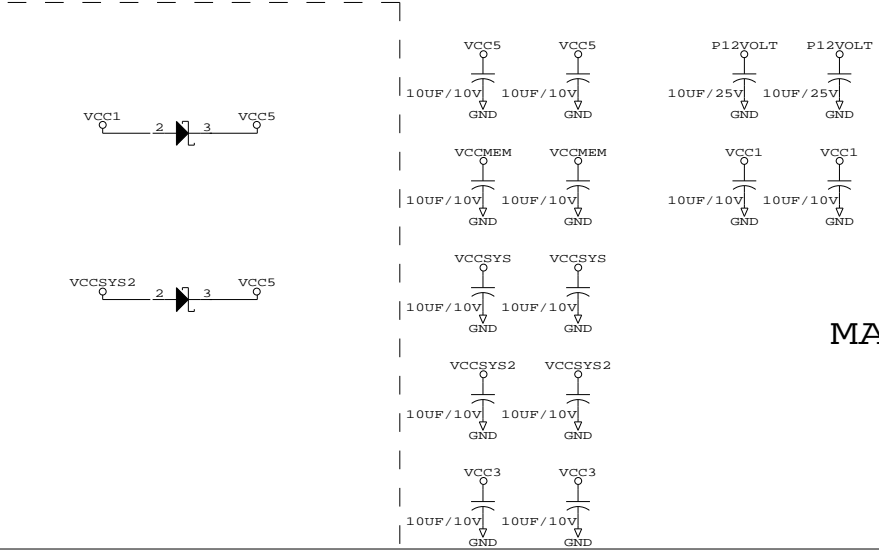 VCC5 VCC5 P12VOLT P12VOLT
10UF/10V 10UF/10V 10UF/25V 10UF/25V
GND GND GND GND
VCC1 VCC5
2 3
VCCMEM VCCMEM VCC1 VCC1
10UF/10V 10UF/10V 10UF/10V 10UF/10V
GND GND GND GND
VCCSYS VCCSYS
VCCSYS2 VCC5
2 3
10UF/10V 10UF/10V
GND GND
MA
VCCSYS2 VCCSYS2
10UF/10V 10UF/10V
GND GND
VCC3 VCC3
10UF/10V 10UF/10V
GND GND